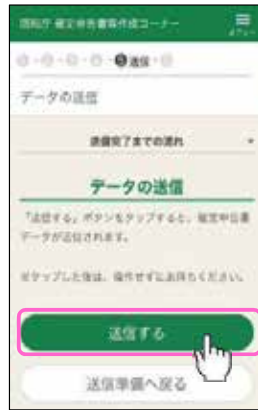 国税庁 確定申告書等作成コーナー
メニュー
5 送信
データの送信
送信完了までの流れ
データの送信
「送信する」ボタンをタップすると、確定申告書
データが送信されます。
※タップした後は、操作せずにお待ちください。
送信する
送信準備へ戻る